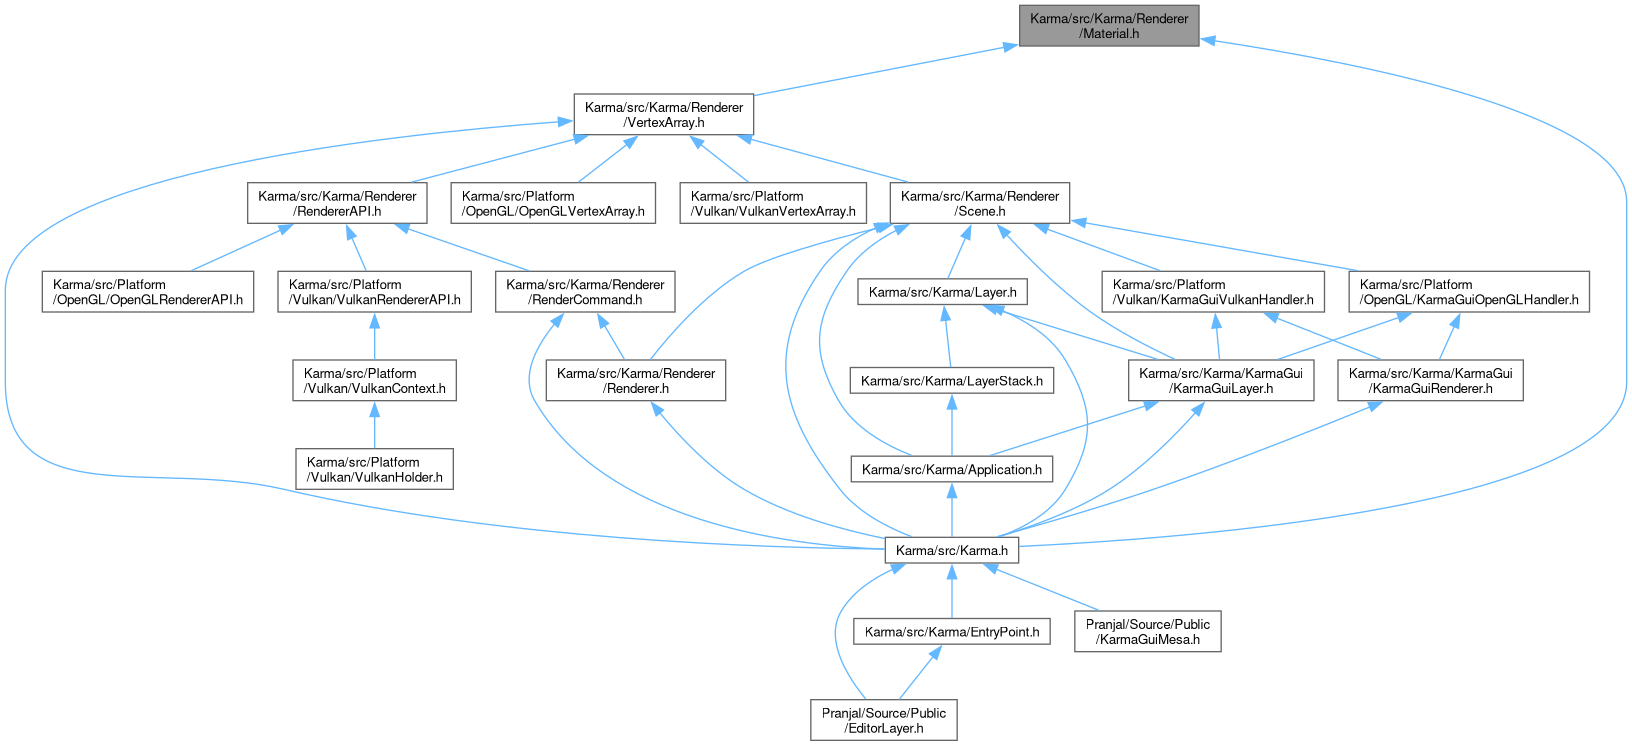 Karma/src/Karma/Renderer
/Material.h
Karma/src/Karma/Renderer
/VertexArray.h
Karma/src/Karma/Renderer
/RendererAPI.h
Karma/src/Platform
/OpenGL/OpenGLVertexArray.h
Karma/src/Platform
/Vulkan/VulkanVertexArray.h
Karma/src/Karma/Renderer
/Scene.h
Karma/src/Platform
/OpenGL/OpenGLRendererAPI.h
Karma/src/Platform
/Vulkan/VulkanRendererAPI.h
Karma/src/Karma/Renderer
/RenderCommand.h
Karma/src/Karma/Layer.h
Karma/src/Platform
/Vulkan/KarmaGuiVulkanHandler.h
Karma/src/Platform
/OpenGL/KarmaGuiOpenGLHandler.h
Karma/src/Platform
/Vulkan/VulkanContext.h
Karma/src/Karma/Renderer
/Renderer.h
Karma/src/Karma/LayerStack.h
Karma/src/Karma/KarmaGui
/KarmaGuiLayer.h
Karma/src/Karma/KarmaGui
/KarmaGuiRenderer.h
Karma/src/Platform
/Vulkan/VulkanHolder.h
Karma/src/Karma/Application.h
Karma/src/Karma.h
Karma/src/Karma/EntryPoint.h
Pranjal/Source/Public
/KarmaGuiMesa.h
Pranjal/Source/Public
/EditorLayer.h